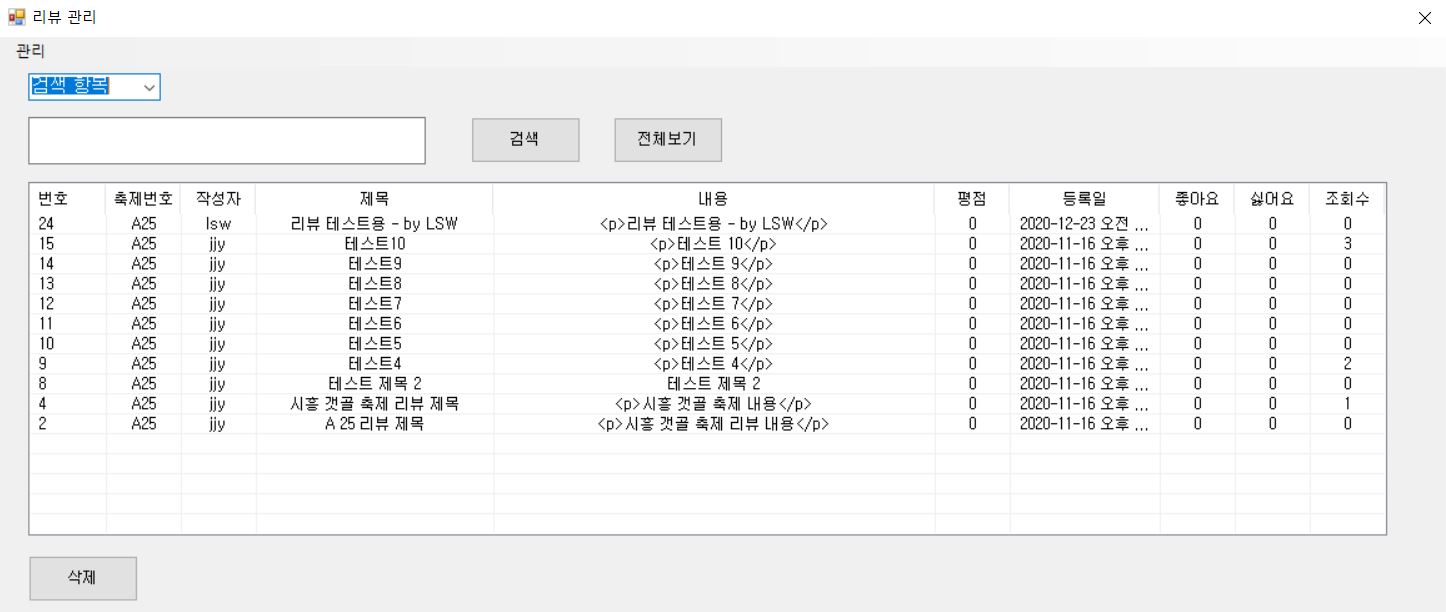 리뷰 관리
관리
검색 항목
검색 전체보기
번호 축제번호 작성자 제목 내용 평점 등록일 좋아요 싫어요 조회수
24 A25 lsw 리뷰 테스트용 - by LSW <p>리뷰 테스트용 - by LSW</p> 0 2020-12-23 오전 ... 0 0 0
15 A25 jjy 테스트10 <p>테스트 10</p> 0 2020-11-16 오후 ... 0 0 3
14 A25 jjy 테스트9 <p>테스트 9</p> 0 2020-11-16 오후 ... 0 0 0
13 A25 jjy 테스트8 <p>테스트 8</p> 0 2020-11-16 오후 ... 0 0 0
12 A25 jjy 테스트7 <p>테스트 7</p> 0 2020-11-16 오후 ... 0 0 0
11 A25 jjy 테스트6 <p>테스트 6</p> 0 2020-11-16 오후 ... 0 0 0
10 A25 jjy 테스트5 <p>테스트 5</p> 0 2020-11-16 오후 ... 0 0 0
9 A25 jjy 테스트4 <p>테스트 4</p> 0 2020-11-16 오후 ... 0 0 2
8 A25 jjy 테스트 제목 2 테스트 제목 2 0 2020-11-16 오후 ... 0 0 0
4 A25 jjy 시흥 갯골 축제 리뷰 제목 <p>시흥 갯골 축제 내용</p> 0 2020-11-16 오후 ... 0 0 1
2 A25 jjy A 25 리뷰 제목 <p>시흥 갯골 축제 리뷰 내용</p> 0 2020-11-16 오후 ... 0 0 0
삭제